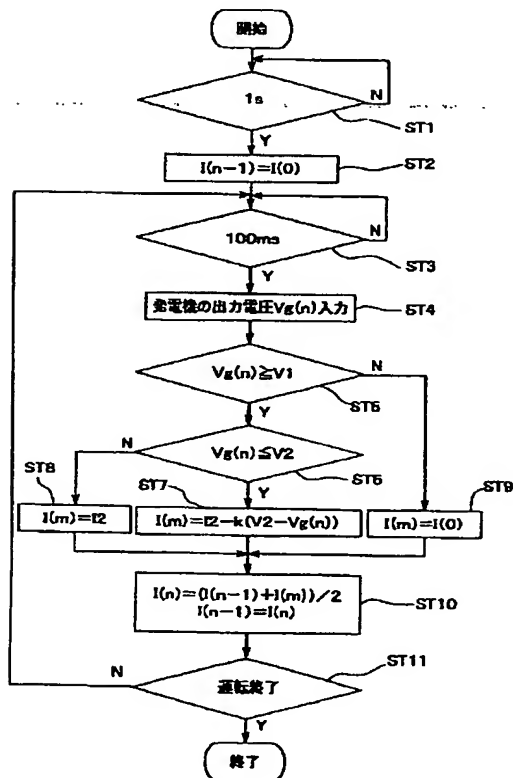 開始
1s
N
ST1
Y
I(n-1)=I(0)
ST2
N
100ms
ST3
Y
発電機の出力電圧Vg(n)入力
ST4
Vg(n)≧V1
N
ST5
Y
N
Vg(n)≦V2
ST6
ST8
ST7
Y
ST9
I(m)=I2
I(m)=I2-k(V2-Vg(n))
I(m)=I(0)
I(n)=(I(n-1)+I(m))/2
I(n-1)=I(n)
ST10
N
運転終了
ST11
Y
終了